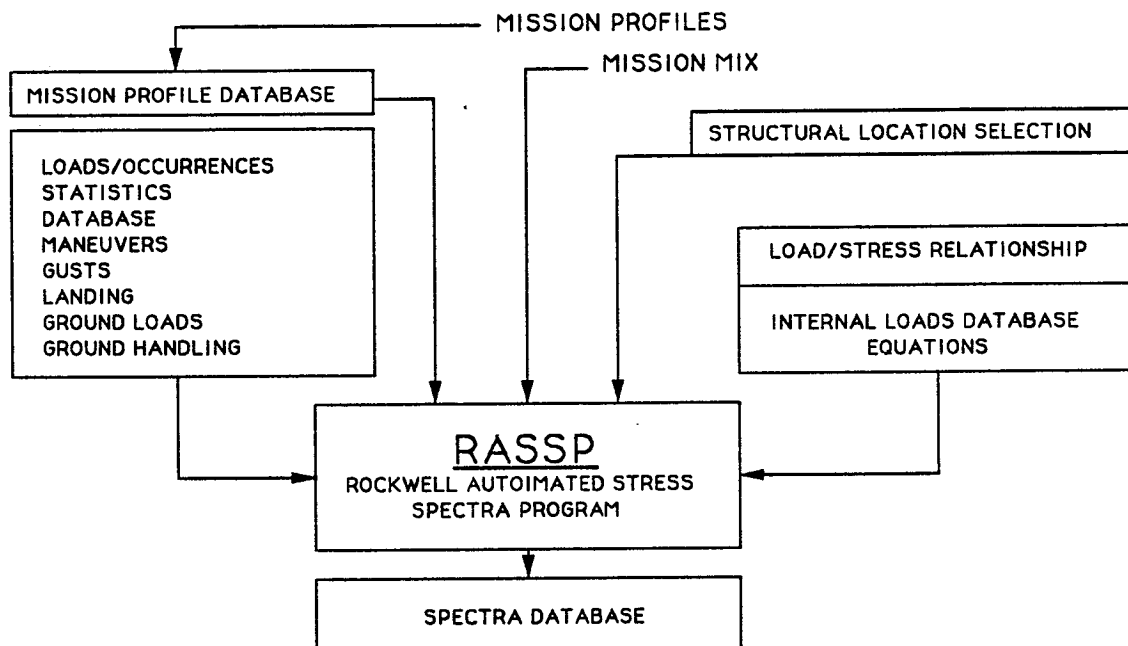 MISSION PROFILES
MISSION MIX
MISSION PROFILE DATABASE
STRUCTURAL LOCATION SELECTION
LOADS/OCCURRENCES
STATISTICS
DATABASE
MANEUVERS
GUSTS
LANDING
GROUND LOADS
GROUND HANDLING
LOAD/STRESS RELATIONSHIP
INTERNAL LOADS DATABASE
EQUATIONS
RASSP
ROCKWELL AUTOIMATED STRESS
SPECTRA PROGRAM
SPECTRA DATABASE